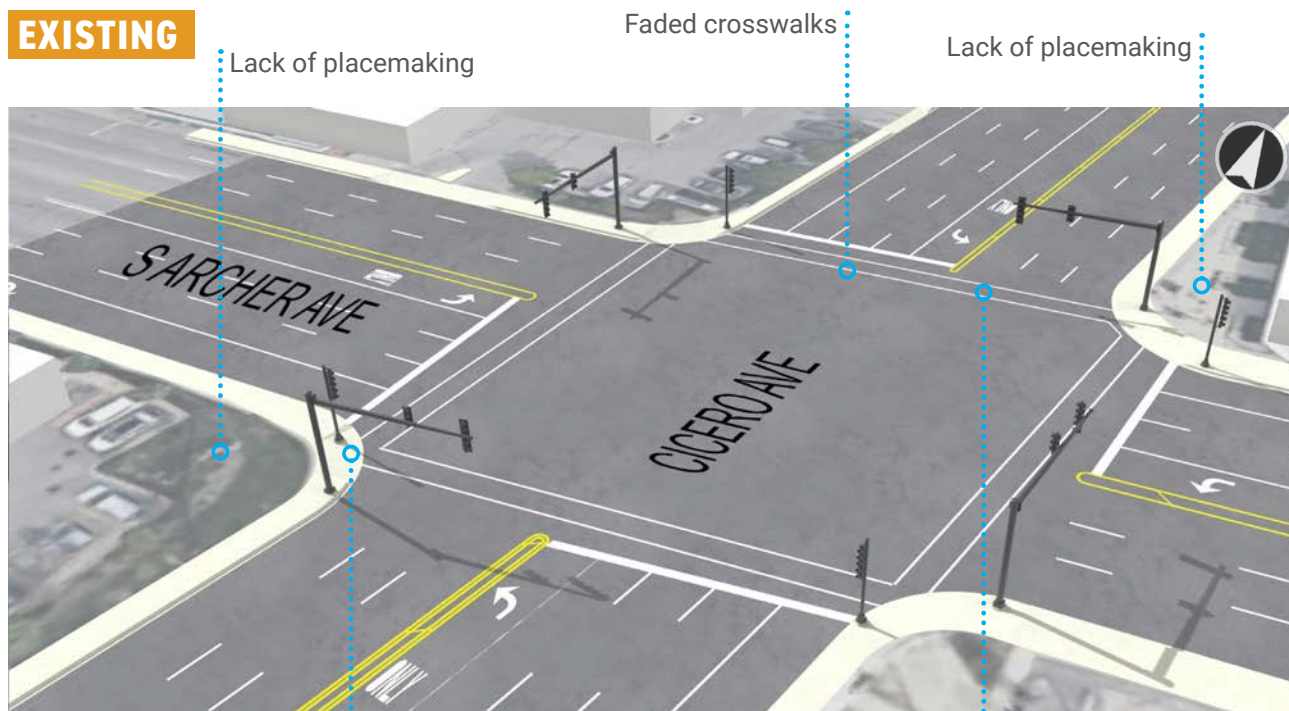 EXISTING
Faded crosswalks
Lack of placemaking
Lack of placemaking
S ARCHER AVE
CICERO AVE
ONLY